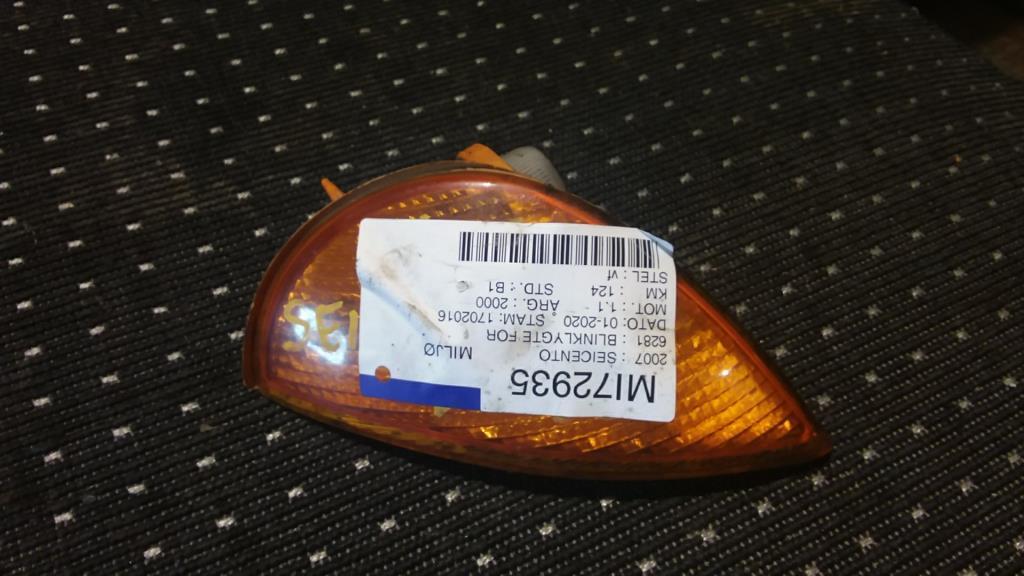 MI72935
2007 : SEICENTO
MILJØ
6281 : BLINKLYGTE FOR
DATO: 01-2020 STAM: 1702016
MOT : 1.1 ARG. : 2000
KM : 124 STD. : B1
STEL : vf